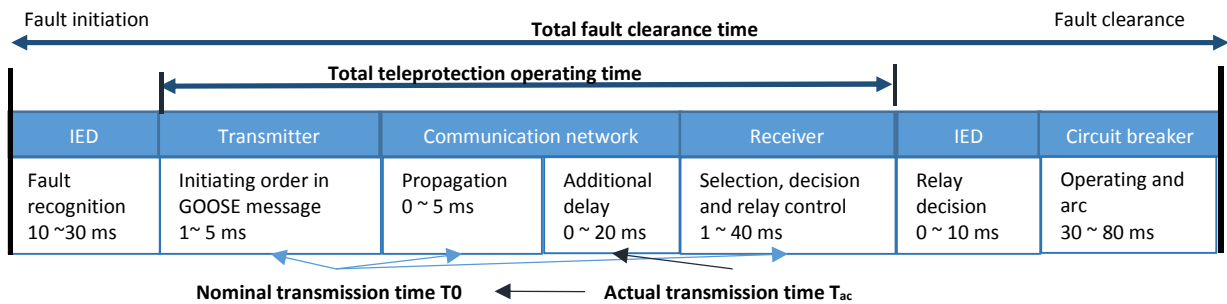 Fault initiation
Fault clearance
Total fault clearance time
Total teleprotection operating time
IED
Transmitter
Communication network
Receiver
IED
Circuit breaker
Fault
recognition
10 ~30 ms
Initiating order in
GOOSE message
1~ 5 ms
Propagation
0 ~ 5 ms
Additional
delay
0 ~ 20 ms
Selection, decision
and relay control
1 ~ 40 ms
Relay
decision
0 ~ 10 ms
Operating and
arc
30 ~ 80 ms
Nominal transmission time T0
Actual transmission time Tac